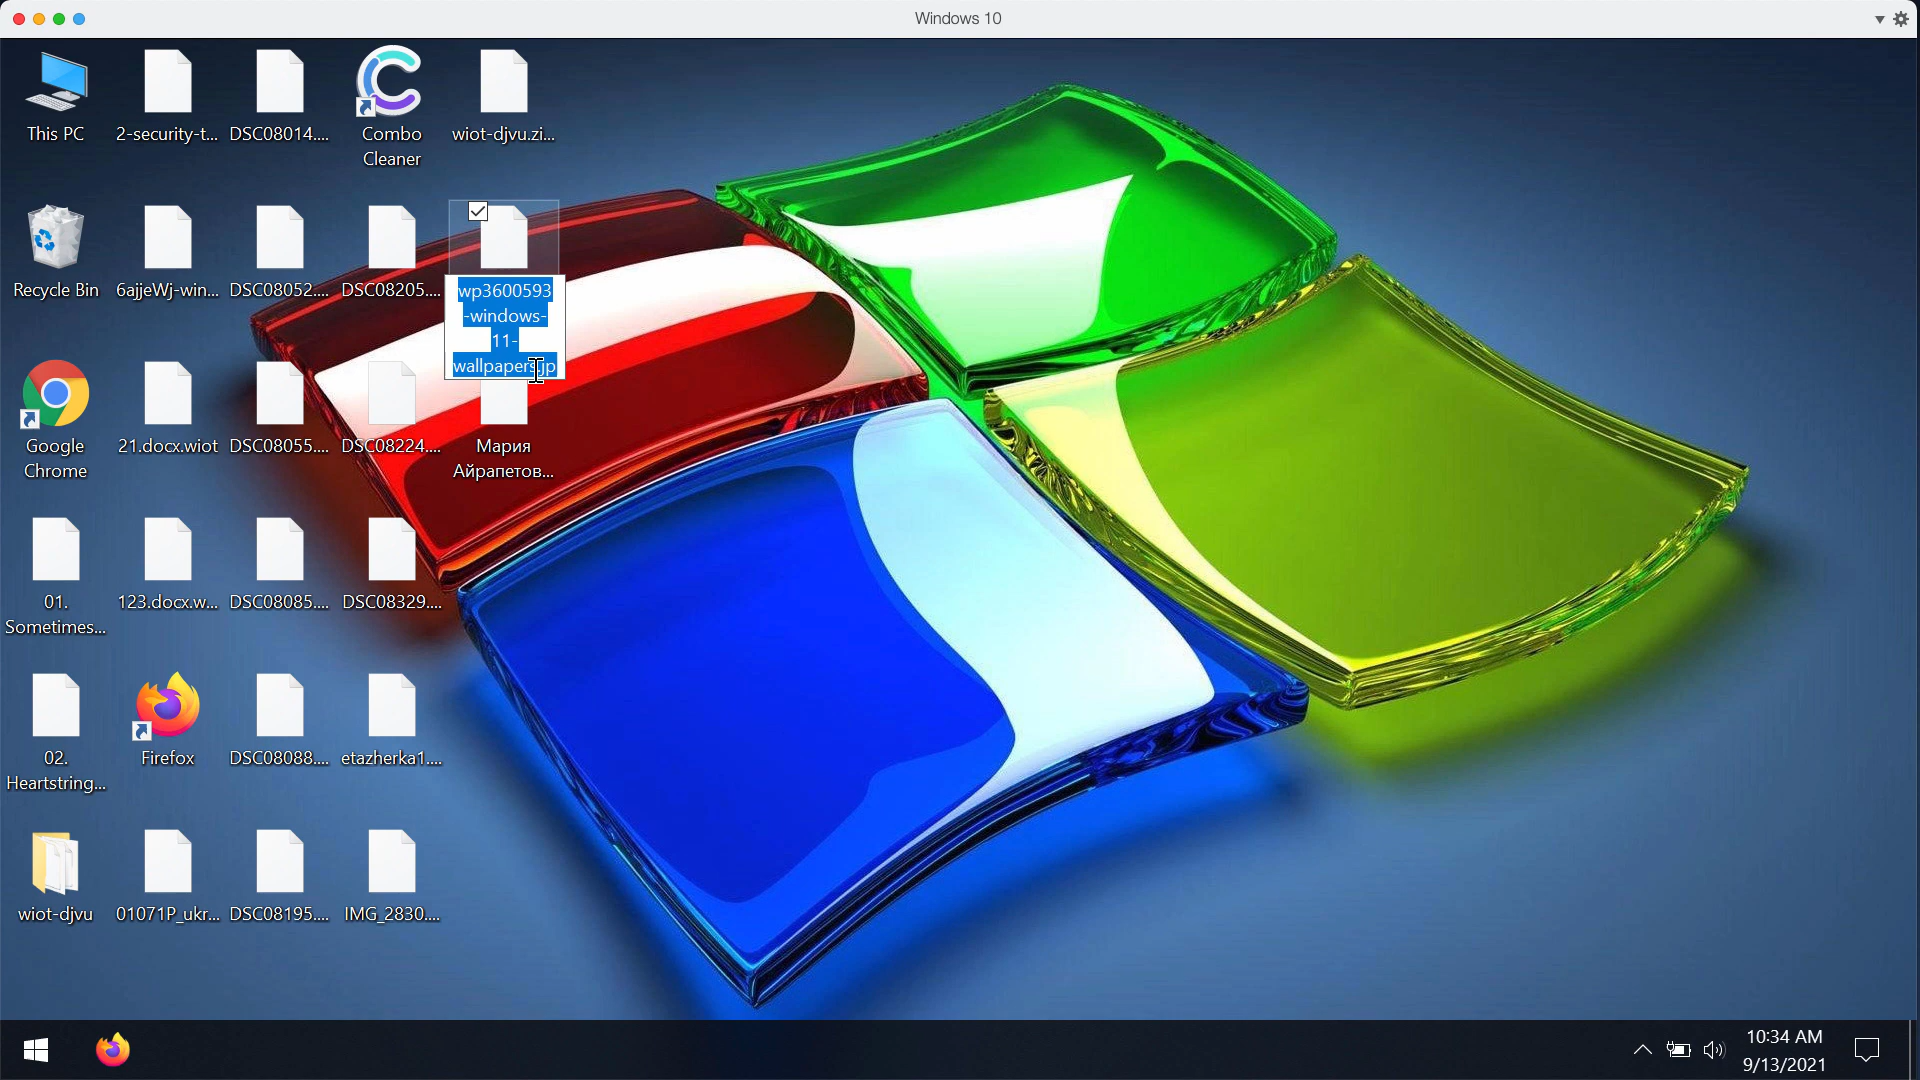 Windows 10
This PC
2-security-t...
DSC08014....
Combo
Cleaner
wiot-djvu.zi...
Recycle Bin
6ajjeWj-win...
DSC08052....
DSC08205....
wp3600593
-windows-
11-
wallpapers.jp
Google
Chrome
21.docx.wiot
DSC08055....
DSC08224....
Мария
Айрапетов...
01.
Sometimes...
123.docx.w...
DSC08085....
DSC08329....
02.
Heartstring...
Firefox
DSC08088....
etazherka1....
wiot-djvu
01071P_ukr...
DSC08195....
IMG_2830....
10:34 AM
9/13/2021